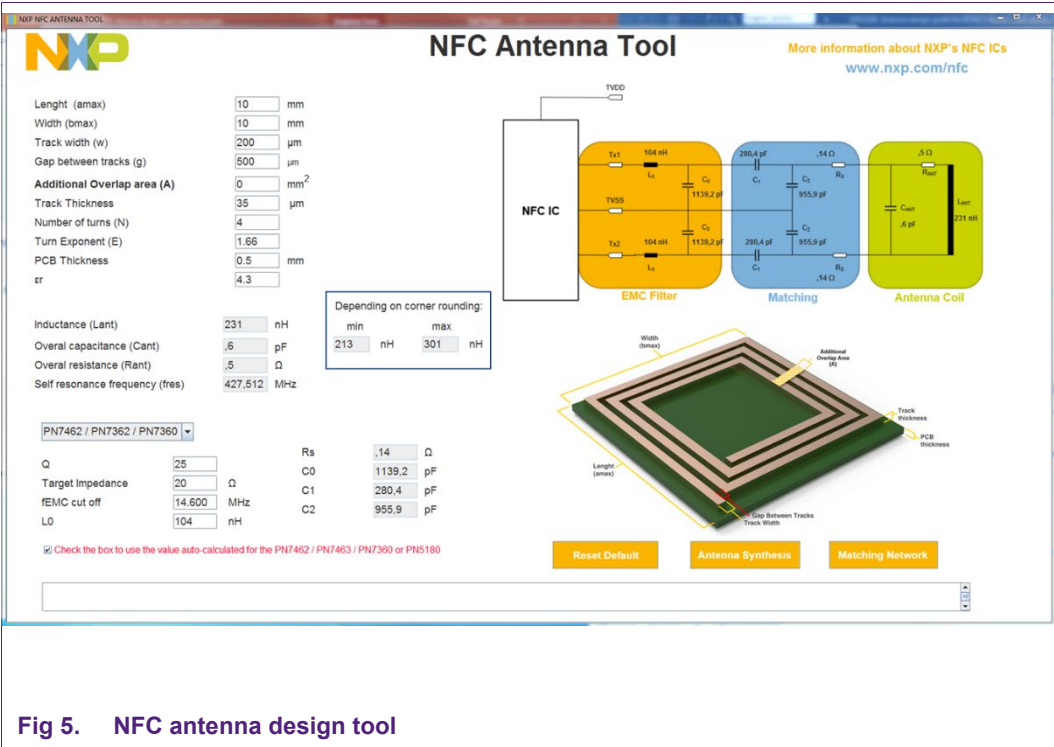 NXP NFC ANTENNA TOOL
NXP
NFC Antenna Tool
More information about NXP's NFC ICs
www.nxp.com/nfc
Lenght (amax) 10 mm
Width (bmax) 10 mm
Track width (w) 200 µm
Gap between tracks (g) 500 µm
Additional Overlap area (A) 0 mm2
Track Thickness 35 µm
Number of turns (N) 4
Turn Exponent (E) 1.66
PCB Thickness 0.5 mm
εr 4.3
Inductance (Lant) 231 nH
Overal capacitance (Cant) ,6 pF
Overal resistance (Rant) ,5 Ω
Self resonance frequency (fres) 427,512 MHz
Depending on corner rounding:
min max
213 nH 301 nH
PN7462 / PN7362 / PN7360
Q 25
Target Impedance 20 Ω
fEMC cut off 14.600 MHz
L0 104 nH
Rs ,14 Ω
C0 1139,2 pF
C1 280,4 pF
C2 955,9 pF
Check the box to use the value auto-calculated for the PN7462 / PN7463 / PN7360 or PN5180
TVDD
NFC IC
Tx1 104 nH 280,4 pF ,14 Ω ,5 Ω
L0 C0 C1 C2 RS RANT
1139,2 pF 955,9 pF
TVSS
CANT LANT
,6 pF 231 nH
C0 C2
Tx2 104 nH 1139,2 pF 280,4 pF 955,9 pF
L0 C1 RS
,14 Ω
EMC Filter
Matching
Antenna Coil
Width
(bmax)
Additional
Overlap Area
(A)
Track
thickness
PCB
thickness
Lenght
(amax)
Gap Between Tracks
Track Width
Reset Default
Antenna Synthesis
Matching Network
Fig 5. NFC antenna design tool